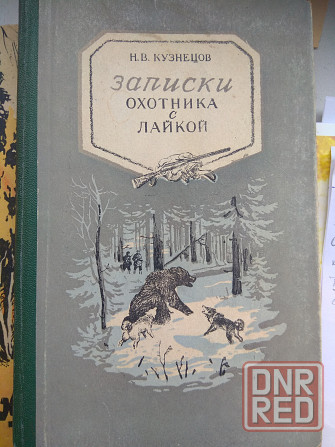 Н. В. КУЗНЕЦОВ
ЗАПИСКИ
ОХОТНИКА
С
ЛАЙКОЙ
DNR
RED